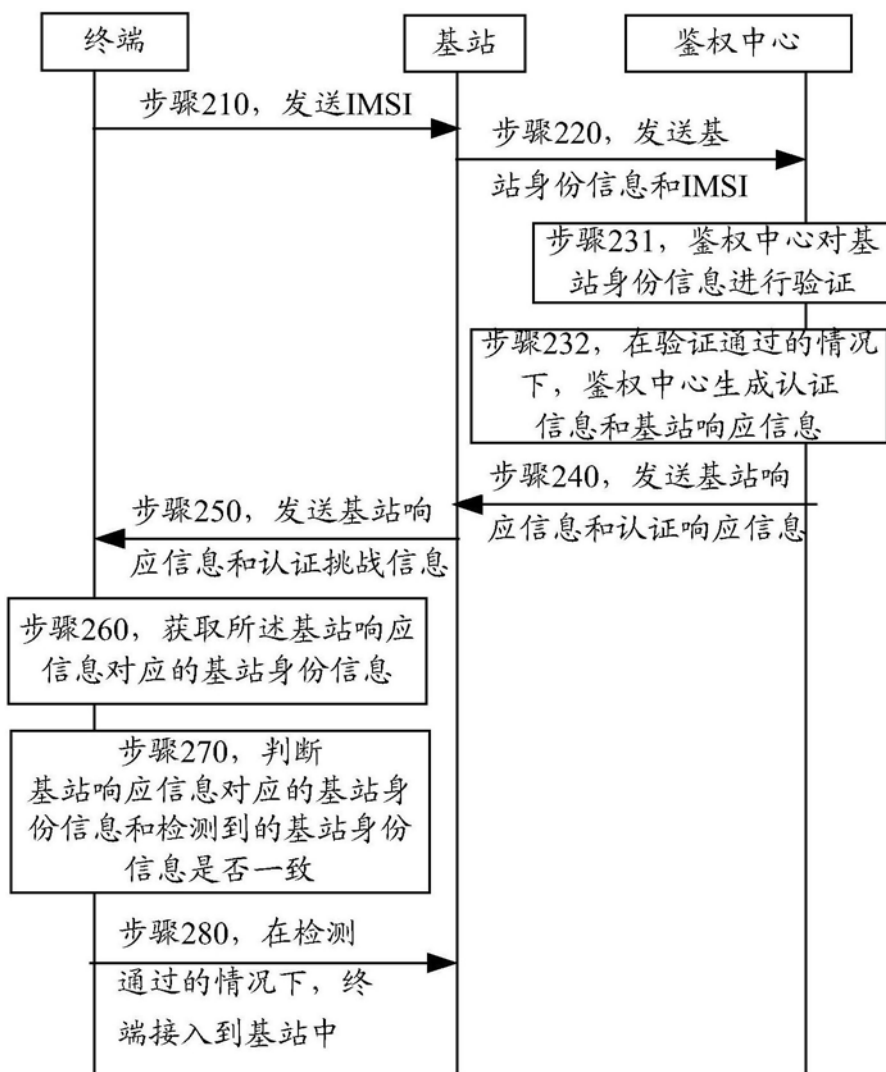 终端
基站
鉴权中心
步骤210，发送IMSI
步骤220，发送基
站身份信息和IMSI
步骤231，鉴权中心对基
站身份信息进行验证
步骤232，在验证通过的情况
下，鉴权中心生成认证
信息和基站响应信息
步骤240，发送基站响
应信息和认证响应信息
步骤250，发送基站响
应信息和认证挑战信息
步骤260，获取所述基站响应
信息对应的基站身份信息
步骤270，判断
基站响应信息对应的基站身
份信息和检测到的基站身份
信息是否一致
步骤280，在检测
通过的情况下，终
端接入到基站中